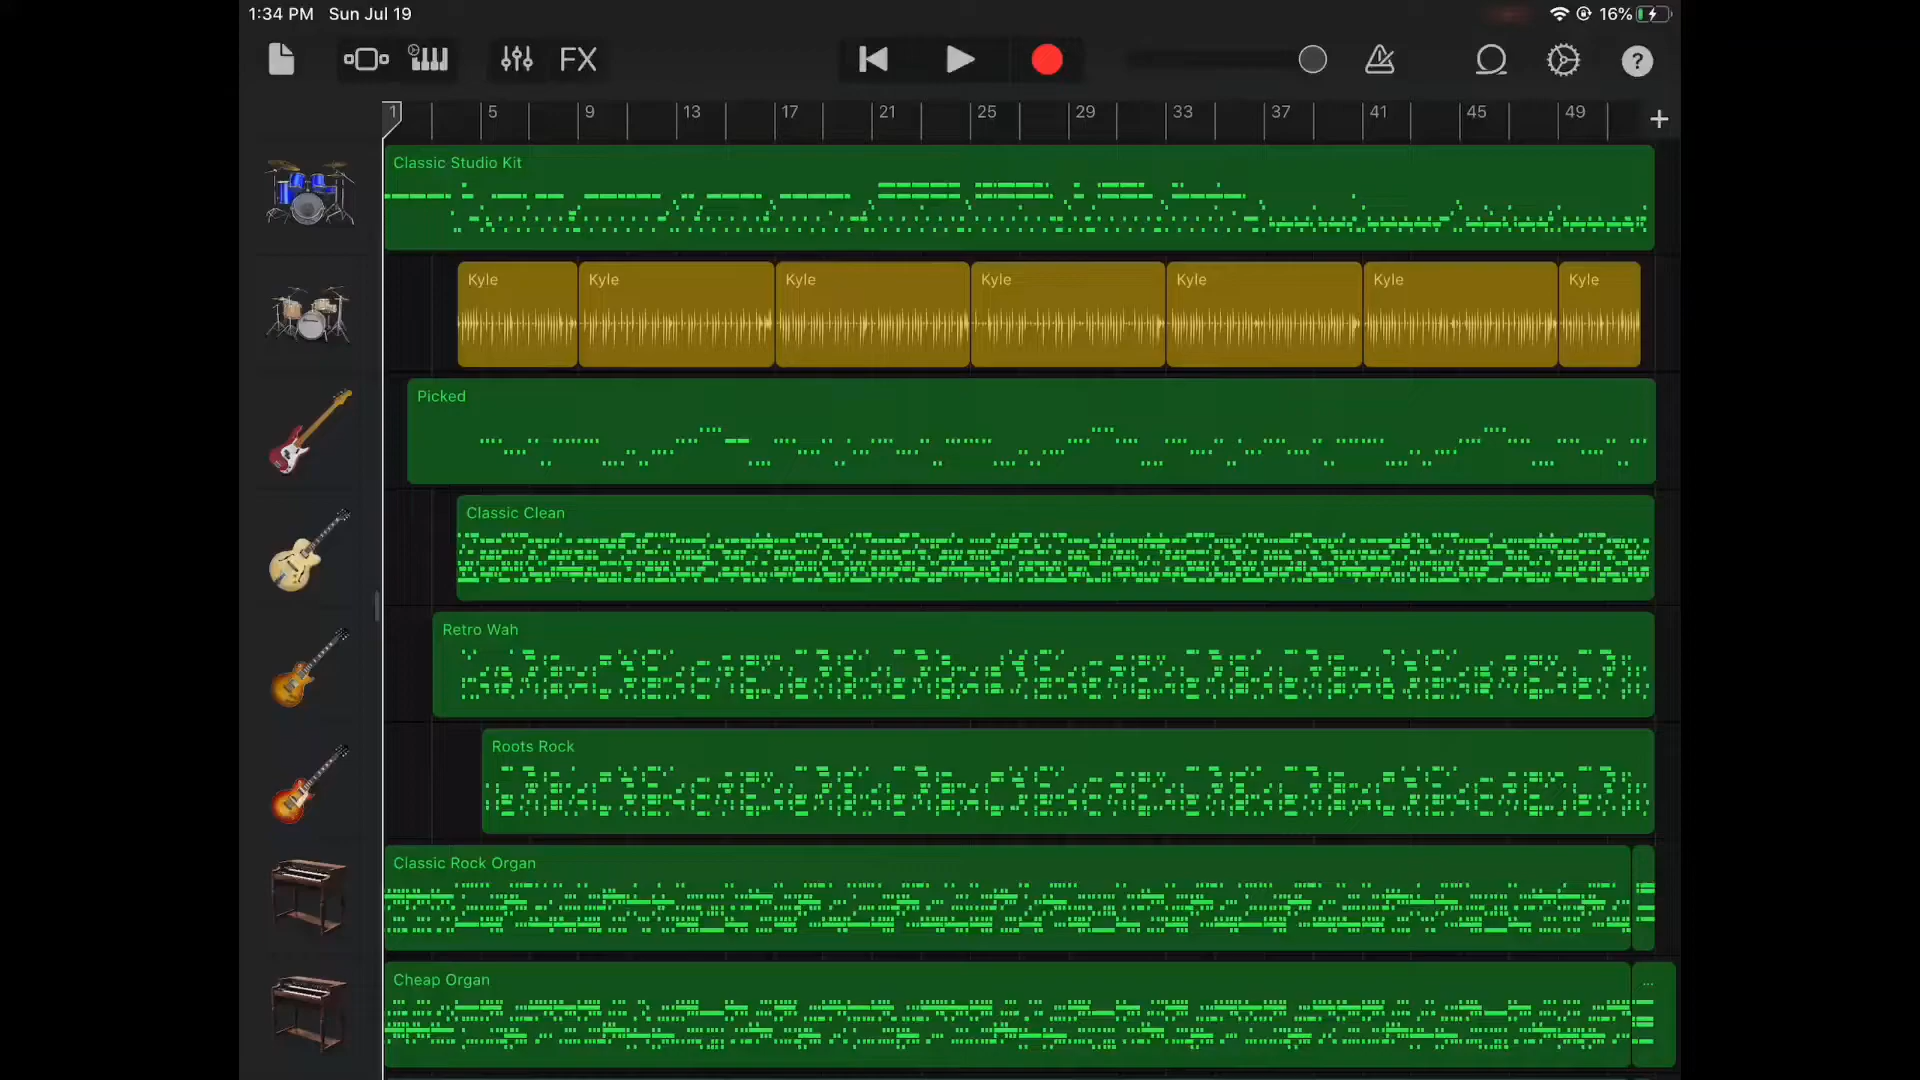 1:34 PM Sun Jul 19 16%
FX ?
1 5 9 13 17 21 25 29 33 37 41 45 49 +
Classic Studio Kit
Kyle Kyle Kyle Kyle Kyle Kyle Kyle
Picked
Classic Clean
Retro Wah
Roots Rock
Classic Rock Organ
Cheap Organ ...